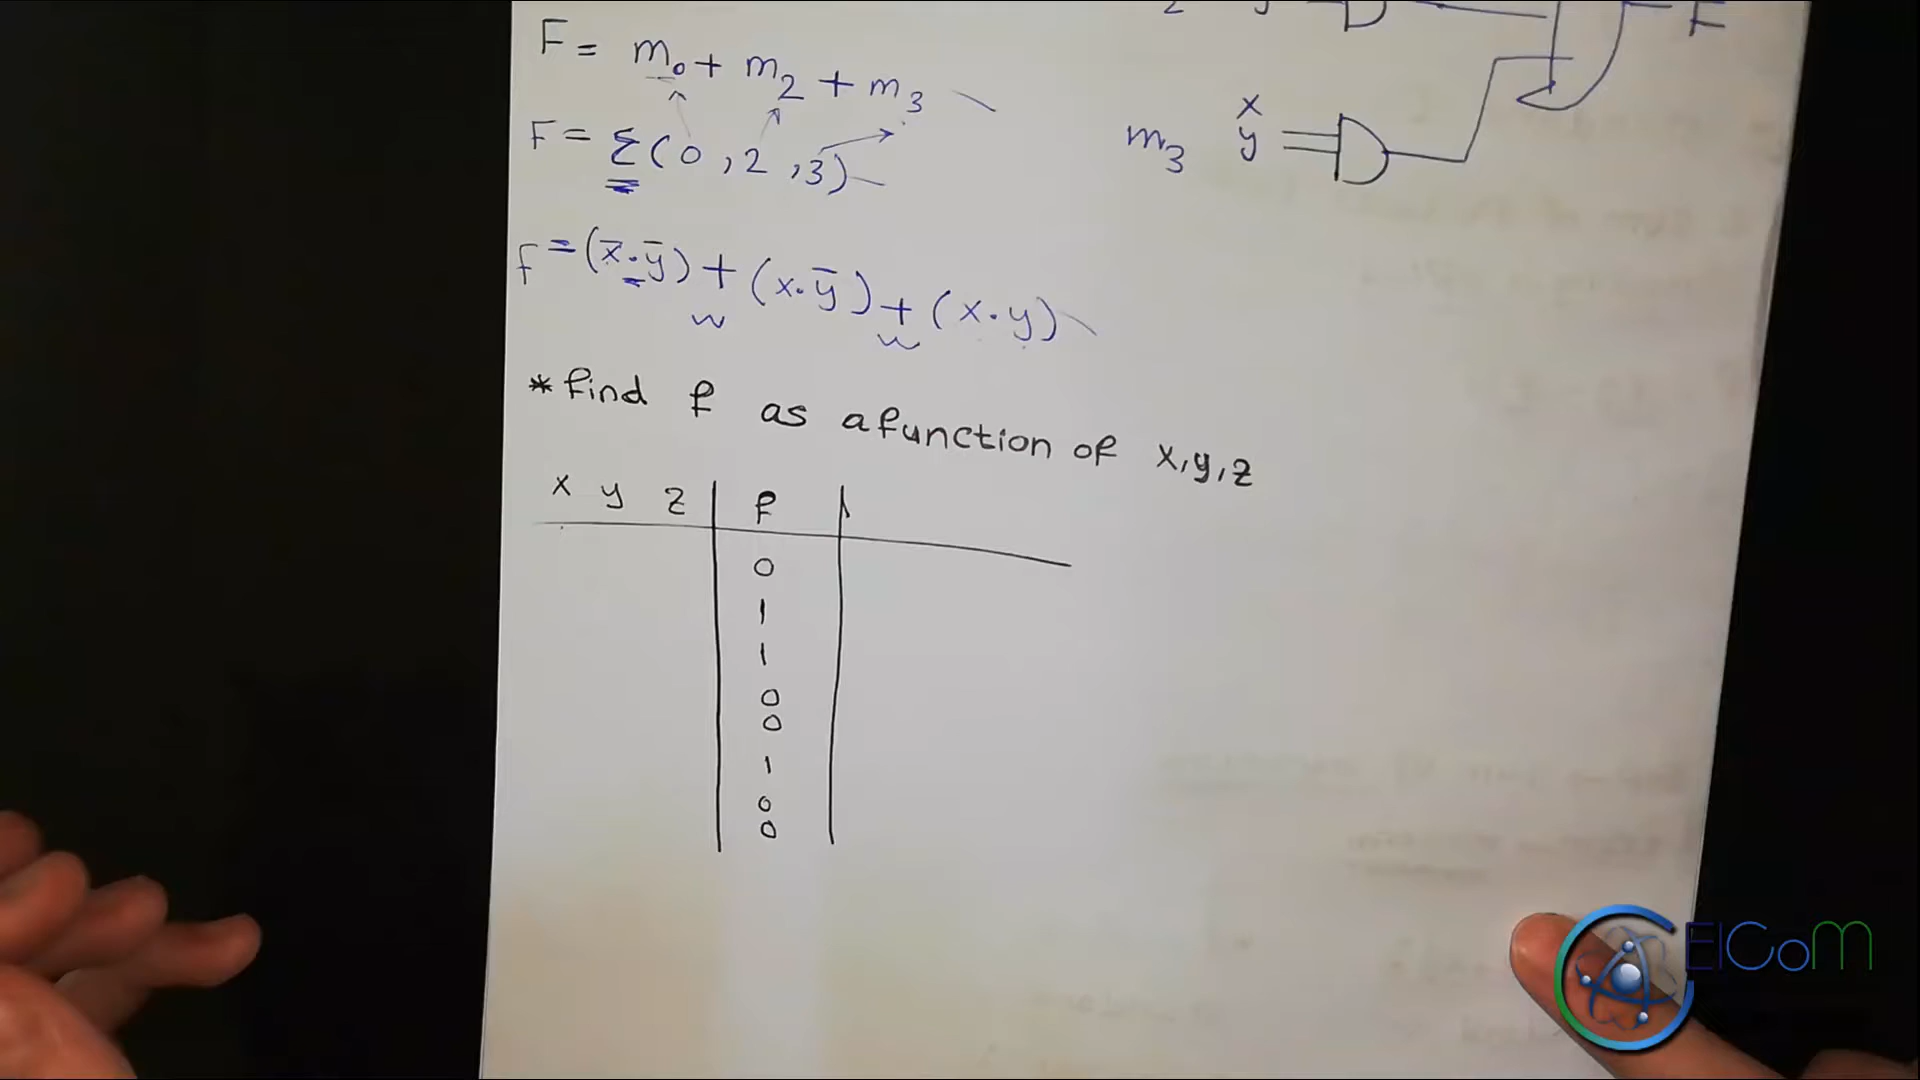 F = m₀ + m₂ + m₃
F = Σ(0, 2, 3)
f = (x̅·y̅) + (x·y̅) + (x·y)
* find f as a function of x, y, z
x y z f
0
1
1
0
0
1
0
0
F
m₃ x y
ElCoM